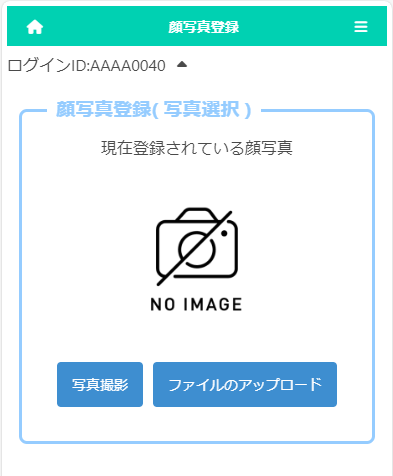 顔写真登録
ログインID:AAAA0040
顔写真登録( 写真選択 )
現在登録されている顔写真
NO IMAGE
写真撮影 ファイルのアップロード